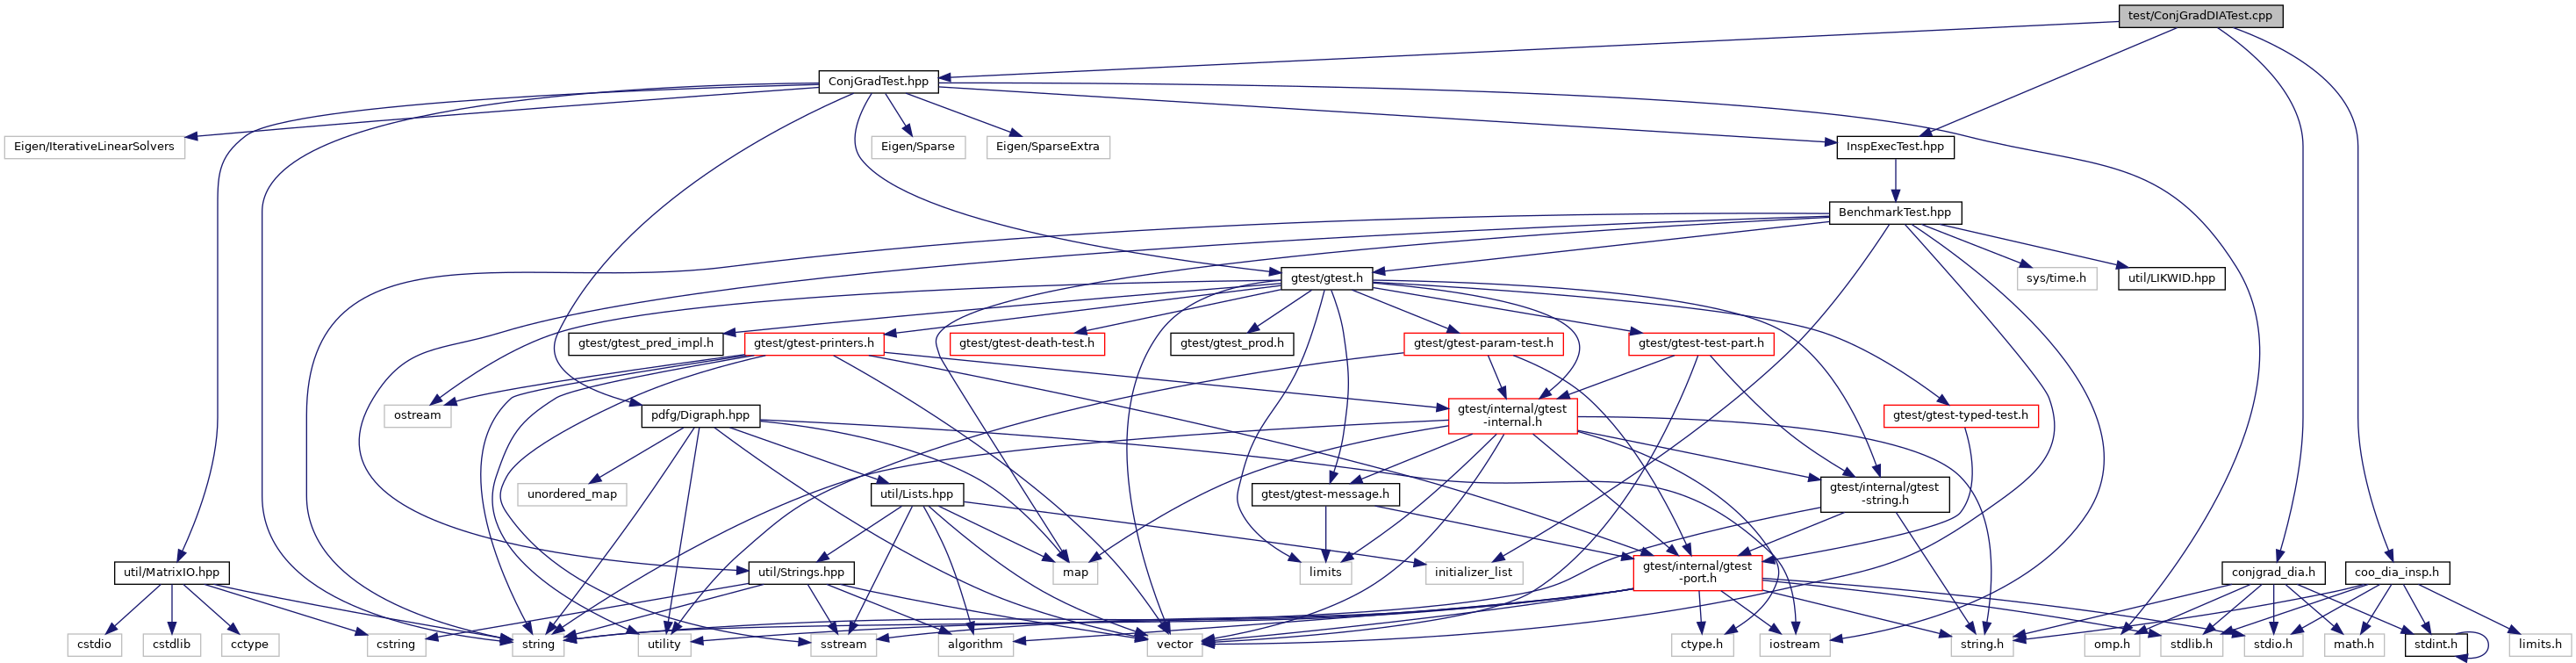 test/ConjGradDIATest.cpp
ConjGradTest.hpp
Eigen/IterativeLinearSolvers
Eigen/Sparse
Eigen/SparseExtra
InspExecTest.hpp
BenchmarkTest.hpp
gtest/gtest.h
sys/time.h
util/LIKWID.hpp
gtest/gtest_pred_impl.h
gtest/gtest-printers.h
gtest/gtest-death-test.h
gtest/gtest_prod.h
gtest/gtest-param-test.h
gtest/gtest-test-part.h
ostream
pdfg/Digraph.hpp
gtest/internal/gtest
-internal.h
gtest/gtest-typed-test.h
unordered_map
util/Lists.hpp
gtest/gtest-message.h
gtest/internal/gtest
-string.h
util/MatrixIO.hpp
util/Strings.hpp
map
limits
initializer_list
gtest/internal/gtest
-port.h
conjgrad_dia.h
coo_dia_insp.h
cstdio
cstdlib
cctype
cstring
string
utility
sstream
algorithm
vector
ctype.h
iostream
string.h
omp.h
stdlib.h
stdio.h
math.h
stdint.h
limits.h